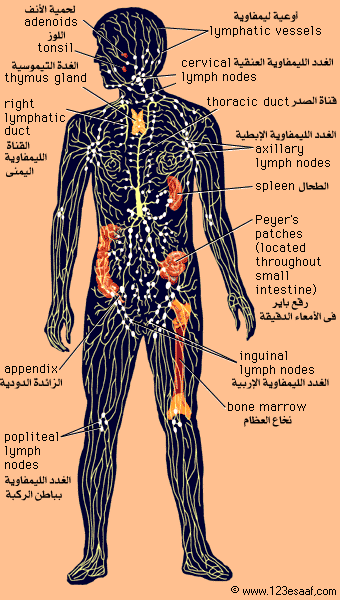 لحمية الأنف
adenoids
اللوز
tonsil
الغدة التيموسية
thymus gland
right
lymphatic
duct
القناة
الليمفاوية
اليمنى
أوعية ليمفاوية
lymphatic vessels
الغدد الليمفاوية العنقية cervical
lymph nodes
thoracic duct قناة الصدر
الغدد الليمفاوية الإبطية
axillary
lymph nodes
spleen الطحال
Peyer's
patches
(located
throughout
small
intestine)
رقع باير
فى الأمعاء الدقيقة
inguinal
lymph nodes
الغدد الليمفاوية الإربية
bone marrow
نخاع العظام
appendix
الزائدة الدودية
popliteal
lymph
nodes
الغدد الليمفاوية
بباطن الركبة
© www.123esaaf.com